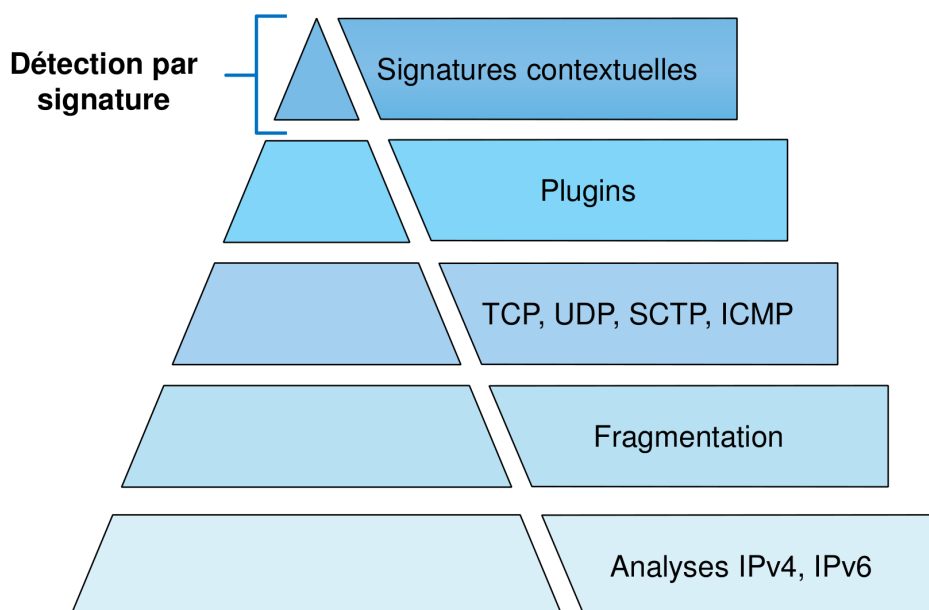 Détection par
signature
Signatures contextuelles
Plugins
TCP, UDP, SCTP, ICMP
Fragmentation
Analyses IPv4, IPv6